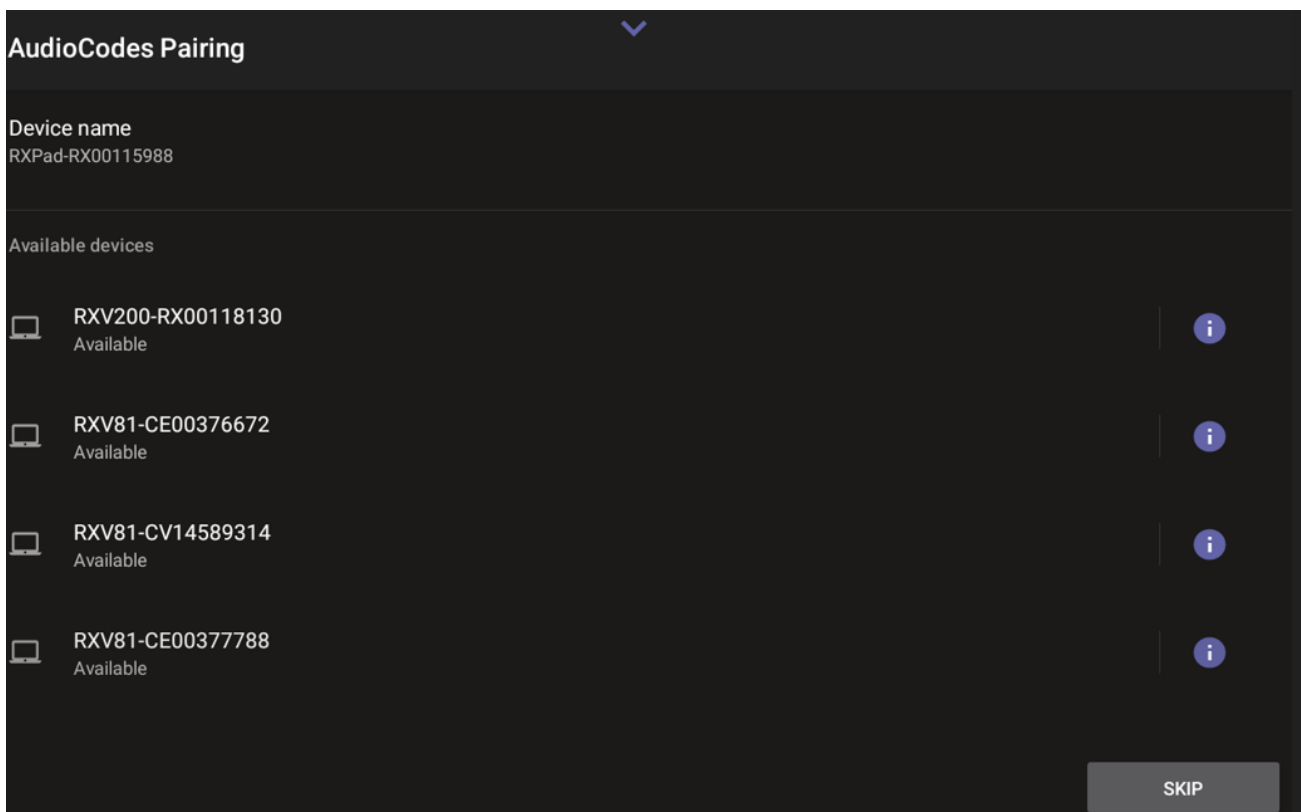 AudioCodes Pairing
Device name
RXPad-RX00115988
Available devices
RXV200-RX00118130
Available
RXV81-CE00376672
Available
RXV81-CV14589314
Available
RXV81-CE00377788
Available
SKIP